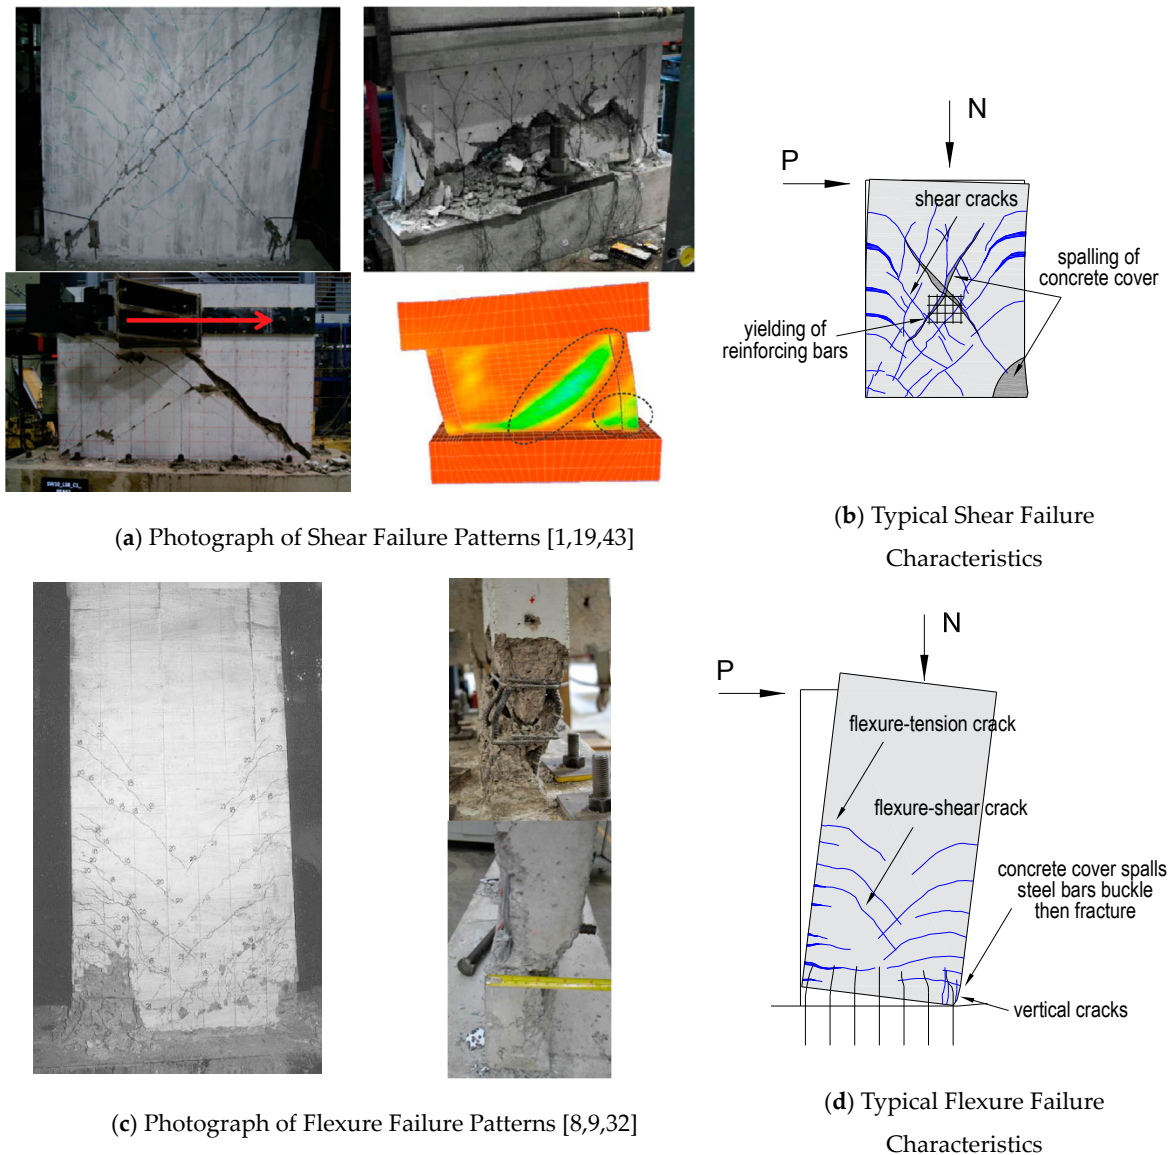 N
P
shear cracks
spalling of
concrete cover
yielding of
reinforcing bars
SW10_LS0_C1_
(a) Photograph of Shear Failure Patterns [1,19,43]
(b) Typical Shear Failure
Characteristics
N
P
flexure-tension crack
flexure-shear crack
concrete cover spalls
steel bars buckle
then fracture
vertical cracks
(c) Photograph of Flexure Failure Patterns [8,9,32]
(d) Typical Flexure Failure
Characteristics